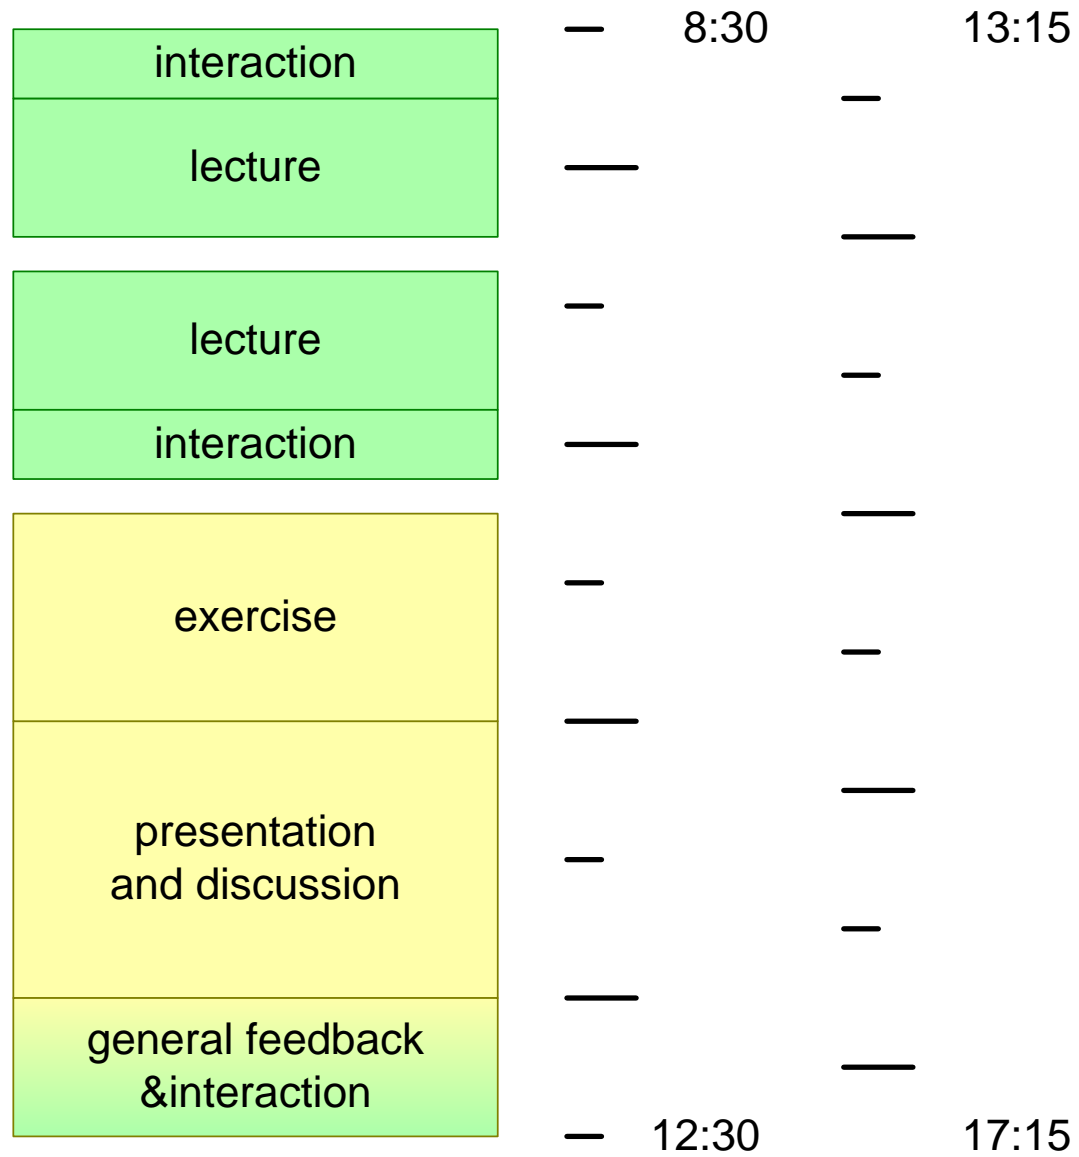 8:30
13:15
interaction
lecture
lecture
interaction
exercise
presentation
and discussion
general feedback
&interaction
12:30
17:15